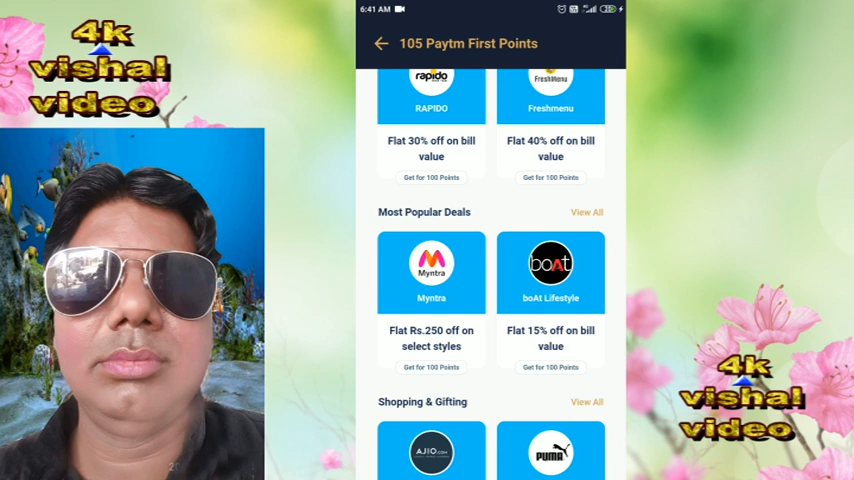 4k
vishal
video
6:41 AM
105 Paytm First Points
rapido
RAPIDO
FreshMenu
Freshmenu
Flat 30% off on bill
value
Flat 40% off on bill
value
Get for 100 Points
Get for 100 Points
Most Popular Deals
View All
Myntra
Myntra
boAt
boAt Lifestyle
Flat Rs.250 off on
select styles
Flat 15% off on bill
value
Get for 100 Points
Get for 100 Points
Shopping & Gifting
View All
AJIO.COM
PUMA
4k
vishal
video